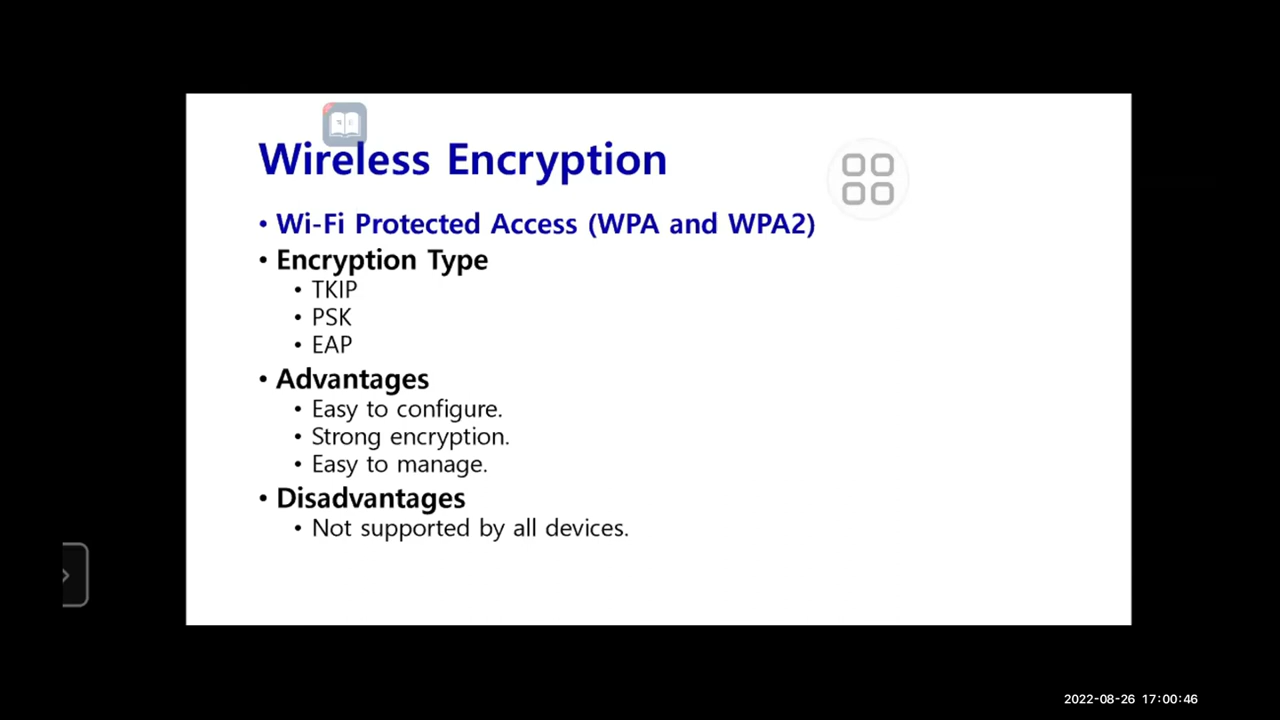 Wireless Encryption
• Wi-Fi Protected Access (WPA and WPA2)
• Encryption Type
• TKIP
• PSK
• EAP
• Advantages
• Easy to configure.
• Strong encryption.
• Easy to manage.
• Disadvantages
• Not supported by all devices.
2022-08-26 17:00:46